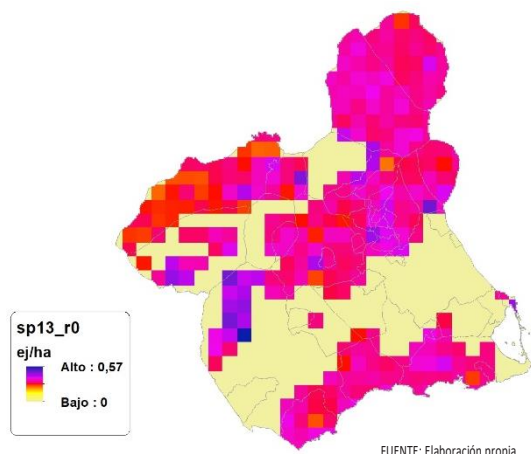 sp13_r0
ej/ha
Alto : 0,57
Bajo : 0
FUENTE: Elaboración propia